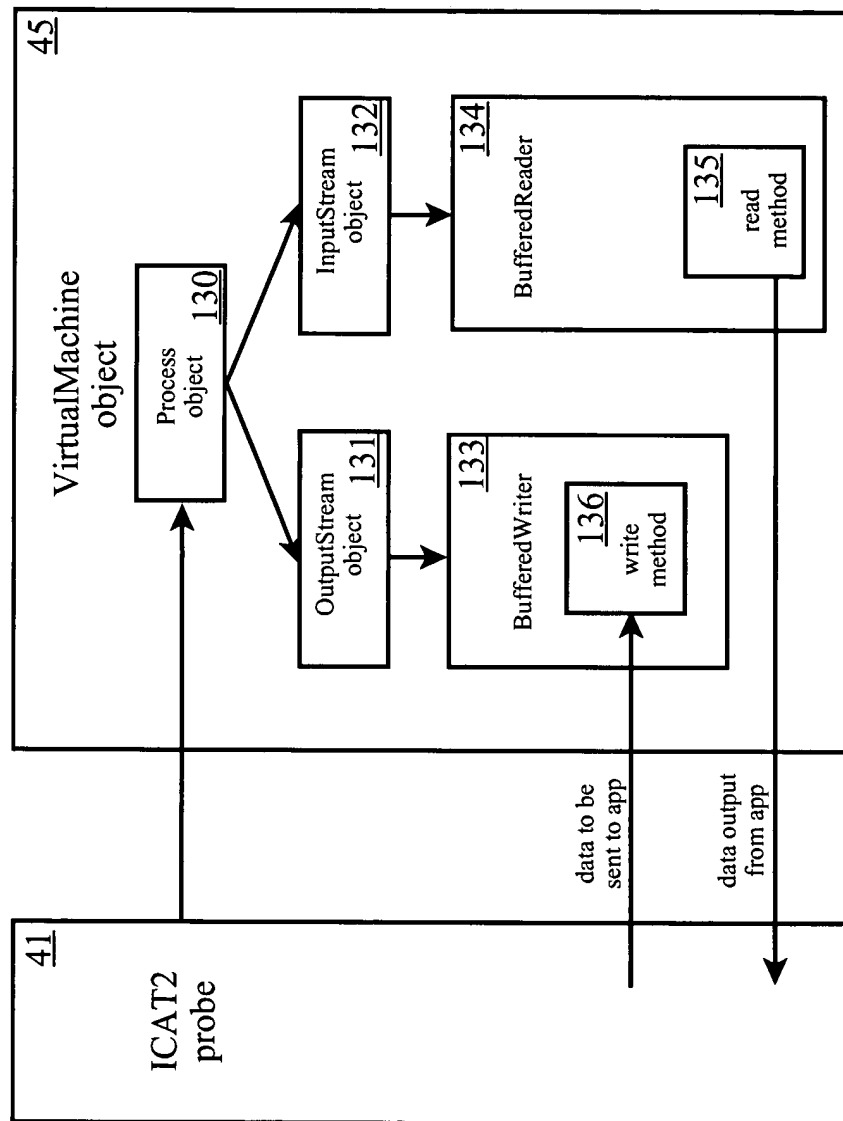 41
ICAT2
probe
45
VirtualMachine
object
130
Process
object
131
OutputStream
object
132
InputStream
object
133
BufferedWriter
136
write
method
134
BufferedReader
135
read
method
data to be
sent to app
data output
from app